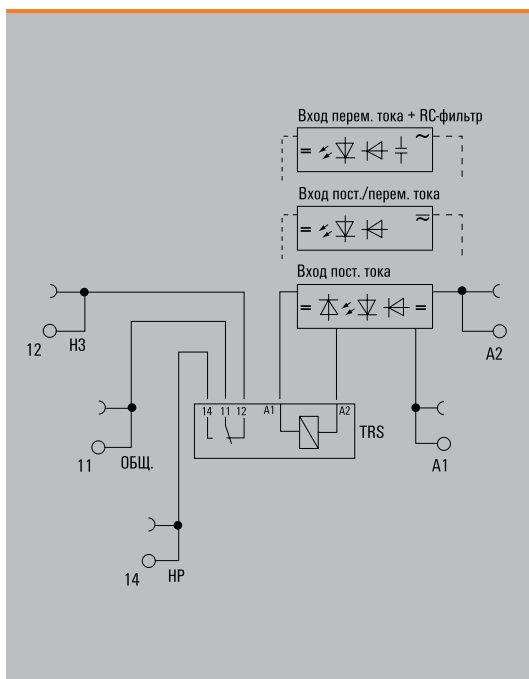 Вход перем. тока + RC-фильтр
= ~
Вход пост./перем. тока
= ≂
Вход пост. тока
= =
12 НЗ
A2
14 11 12 A1 A2
TRS
11 ОБЩ.
A1
14 НР